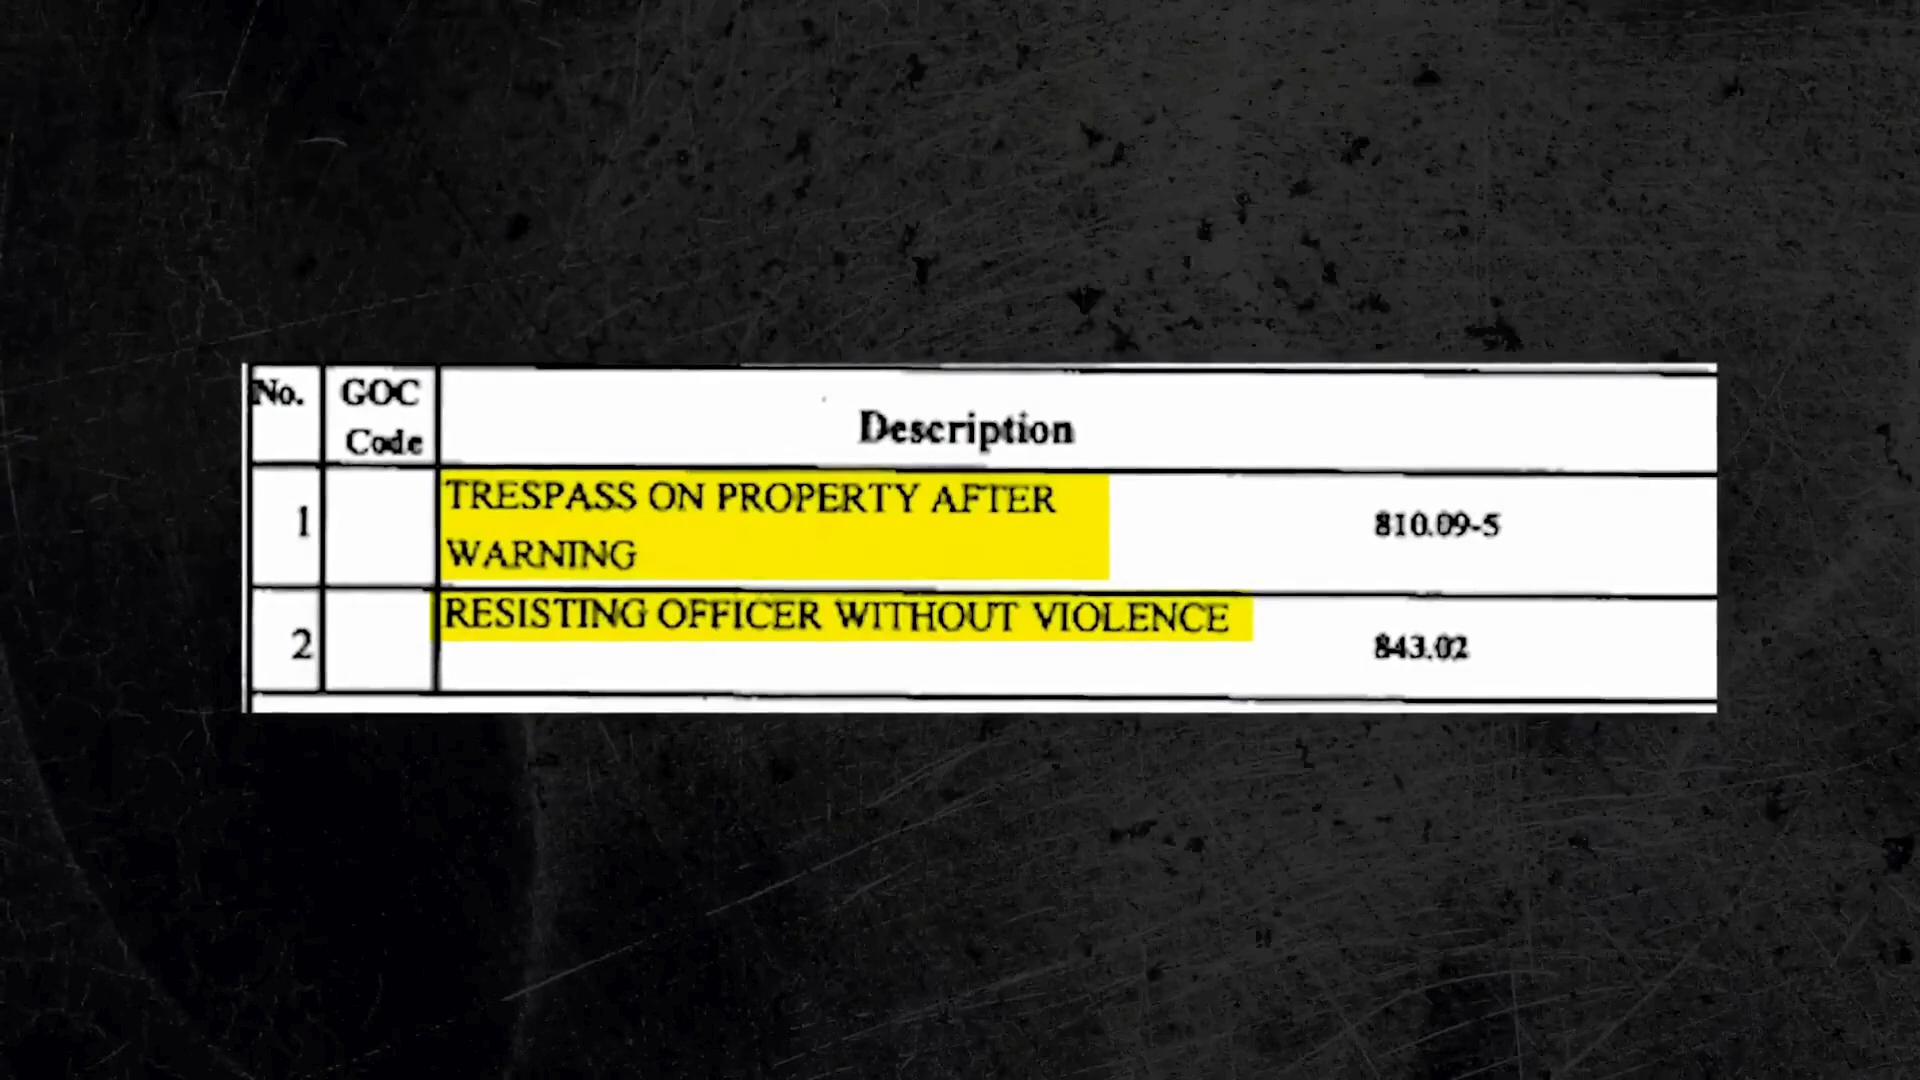 No.
GOC
Code
Description
1
TRESPASS ON PROPERTY AFTER
WARNING
810.09-5
2
RESISTING OFFICER WITHOUT VIOLENCE
843.02